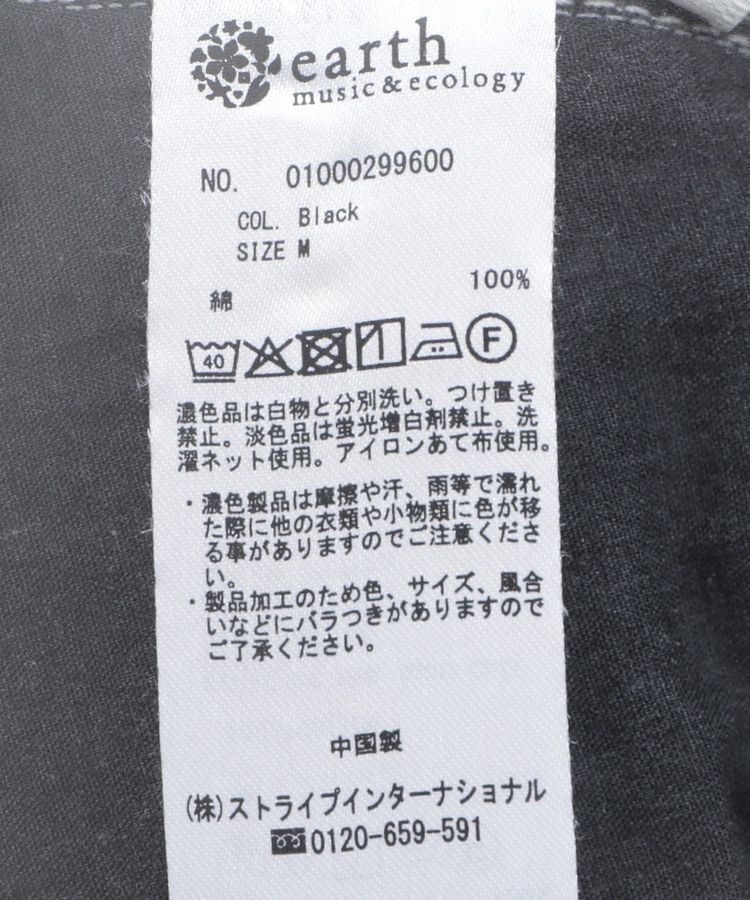 earth
music&ecology
NO. 01000299600
COL. Black
SIZE M
綿 100%
40 F
濃色品は白物と分別洗い。つけ置き
禁止。淡色品は蛍光増白剤禁止。洗
濯ネット使用。アイロンあて布使用。
・濃色製品は摩擦や汗、雨等で濡れ
た際に他の衣類や小物類に色が移
る事がありますのでご注意くださ
い。
・製品加工のため色、サイズ、風合
いなどにバラつきがありますので
ご了承ください。
中国製
(株)ストライプインターナショナル
0120-659-591